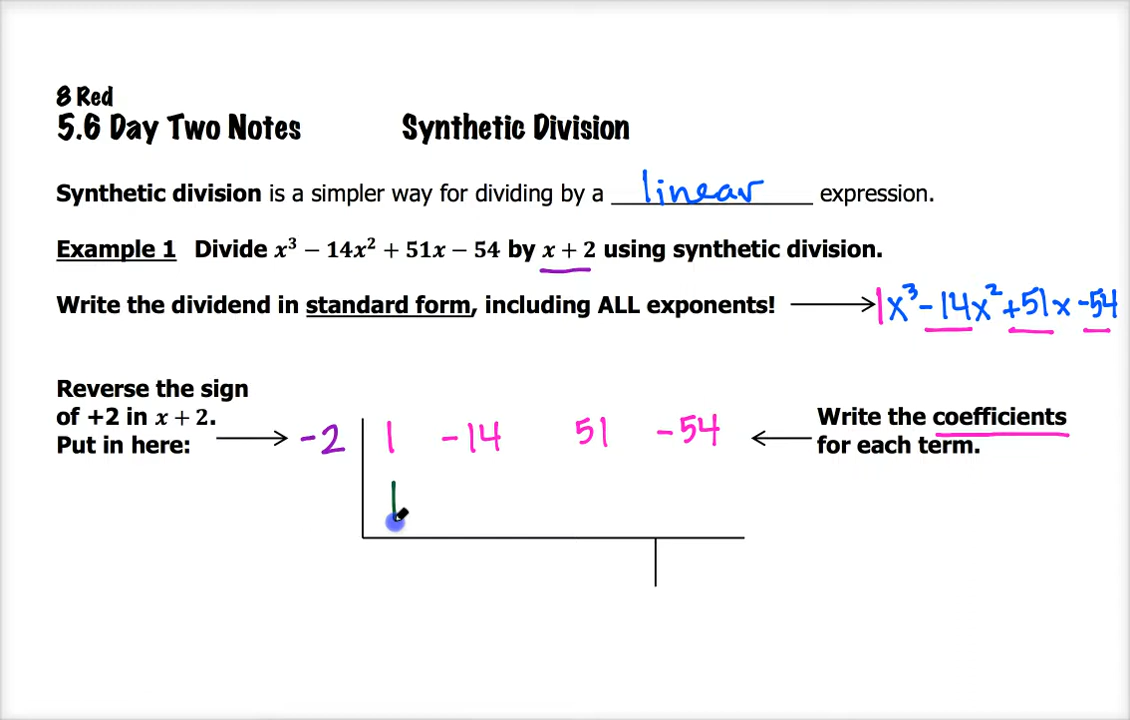 8 Red
5.6 Day Two Notes Synthetic Division
Synthetic division is a simpler way for dividing by a linear expression.
Example 1 Divide x³ − 14x² + 51x − 54 by x + 2 using synthetic division.
Write the dividend in standard form, including ALL exponents! 1x³ - 14x² + 51x - 54
Reverse the sign
of +2 in x + 2.
Put in here:
-2 1 -14 51 -54
Write the coefficients
for each term.